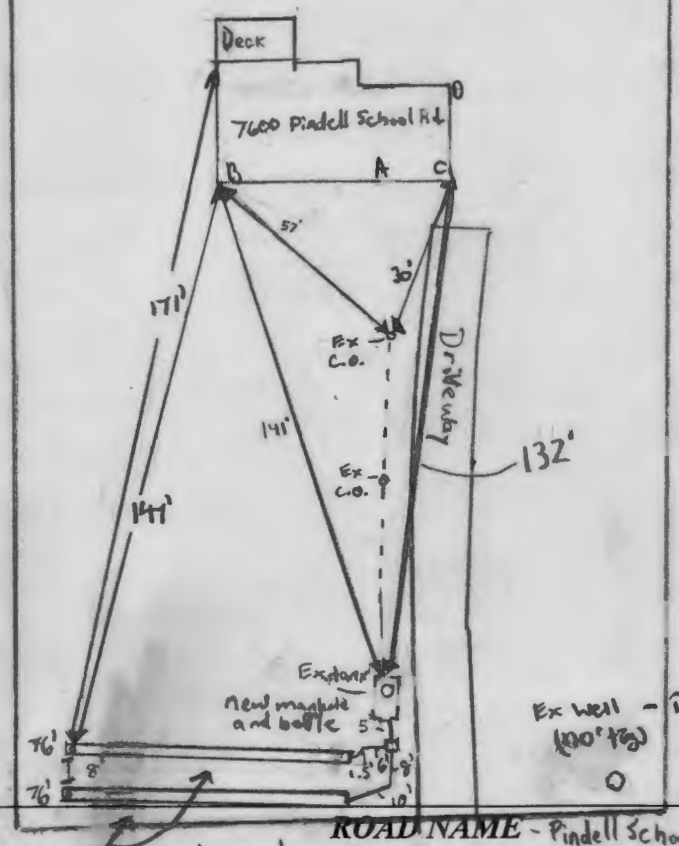 Deck
D
7600 Pindell School Rd
B
A
C
57'
30'
171'
Ex
C.O.
Driveway
141'
132'
Ex
C.O.
141'
Ex tank
New manhole
and baffle
5'
Ex Well -
76'
8'
1.5'
6'
8'
76'
10'
ROAD NAME - Pindell Scho